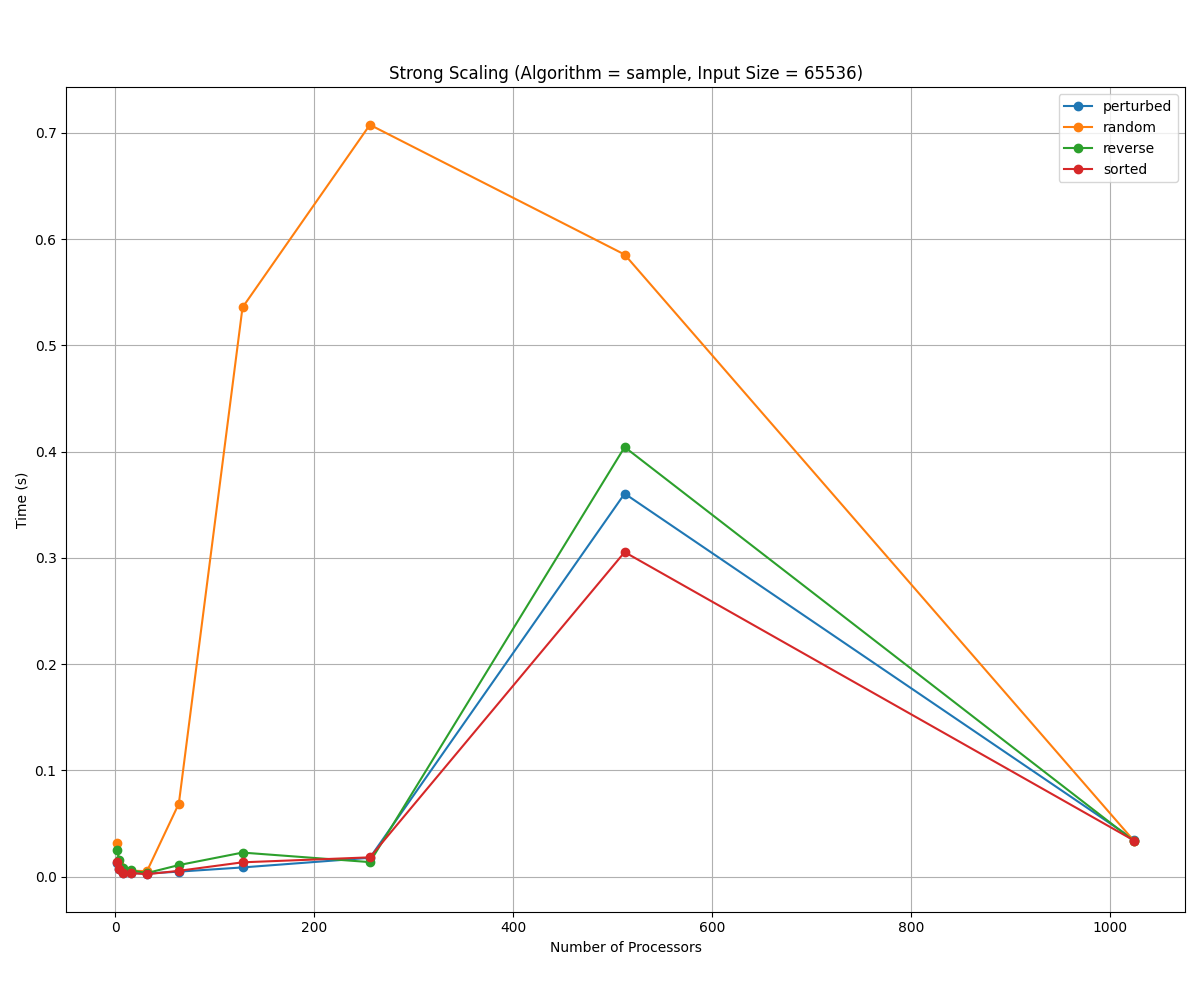 Strong Scaling (Algorithm = sample, Input Size = 65536)
perturbed
random
reverse
sorted
0.7
0.6
0.5
0.4
0.3
0.2
0.1
0.0
Time (s)
0
200
400
600
800
1000
Number of Processors